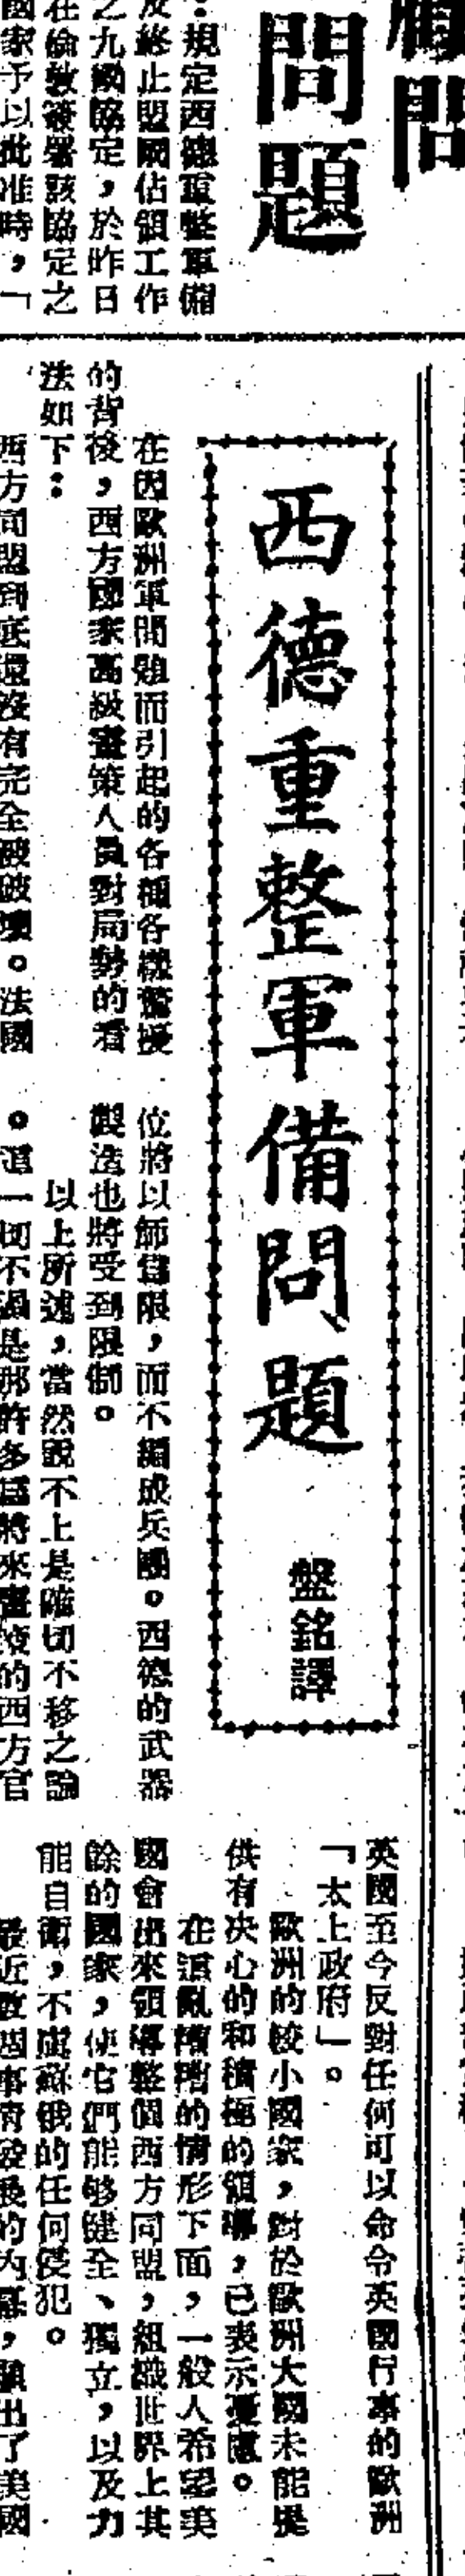 顧問
問題
：規定西德重整軍備
及終止盟國佔領工作
之九國協定，於昨日
在倫敦簽署該協定之
國家予以批准時，「
西德重整軍備問題
盤銘譯
在因歐洲軍問題而引起的各種各樣驚擾
的背後，西方國家高級籌策人員對局勢的看
法如下：
西方同盟到底還沒有完全被破壞。法國
位將以師為限，而不編成兵團。西德的武器
製造也將受到限制。
以上所述，當然說不上是確切不移之論
。這一切不過是那許多為將來籌畫的西方官
英國至今反對任何可以命令英國行事的歐洲
「太上政府」。
歐洲的較小國家，對於歐洲大國未能提
供有决心的和積極的領導，已表示憂慮。
在這亂糟糟的情形下面，一般人希望美
國會出來領導整個西方同盟，組織世界上其
餘的國家，使它們能够健全、獨立，以及力
能自衛，不虞蘇俄的任何侵犯。
最近數週事情發展的內幕，顯出了美國